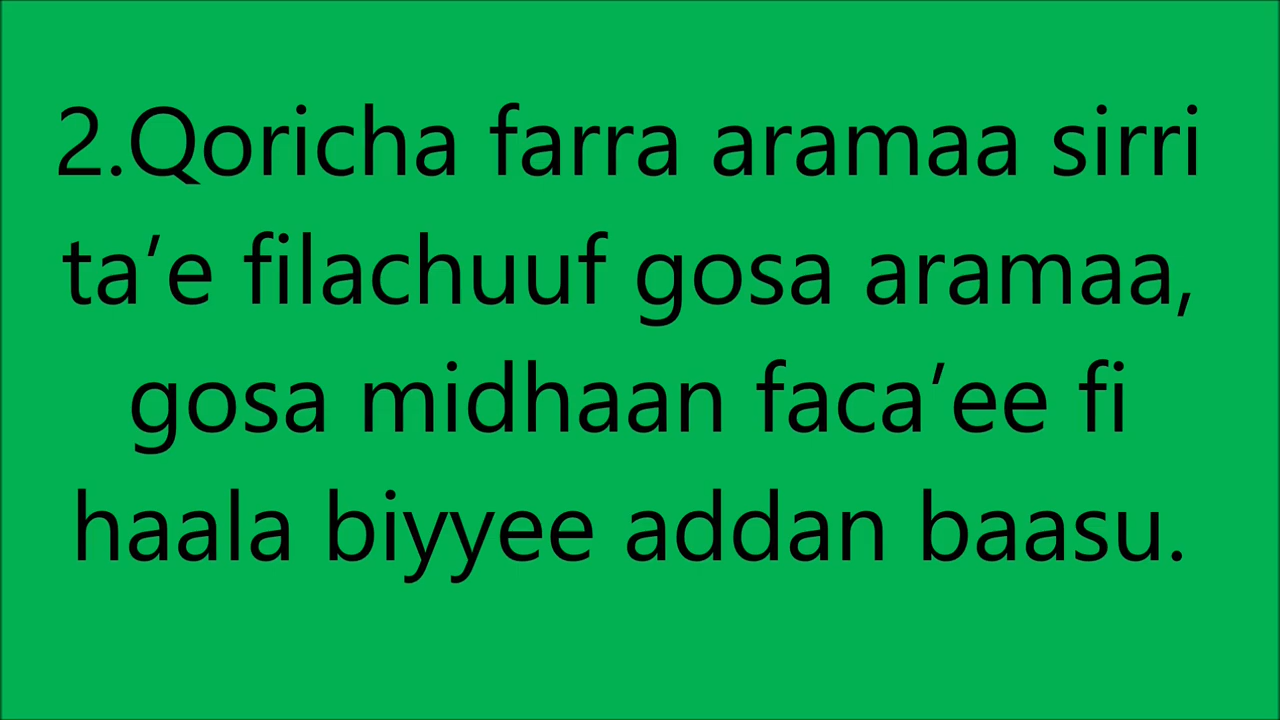 2.Qoricha farra aramaa sirri
ta’e filachuuf gosa aramaa,
gosa midhaan faca’ee fi
haala biyyee addan baasu.